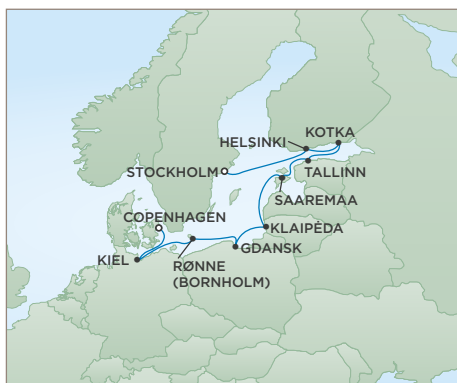 KOTKA
HELSINKI
STOCKHOLM
TALLINN
SAAREMAA
COPENHAGEN
KLAIPĖDA
GDANSK
KIEL
RØNNE
(BORNHOLM)